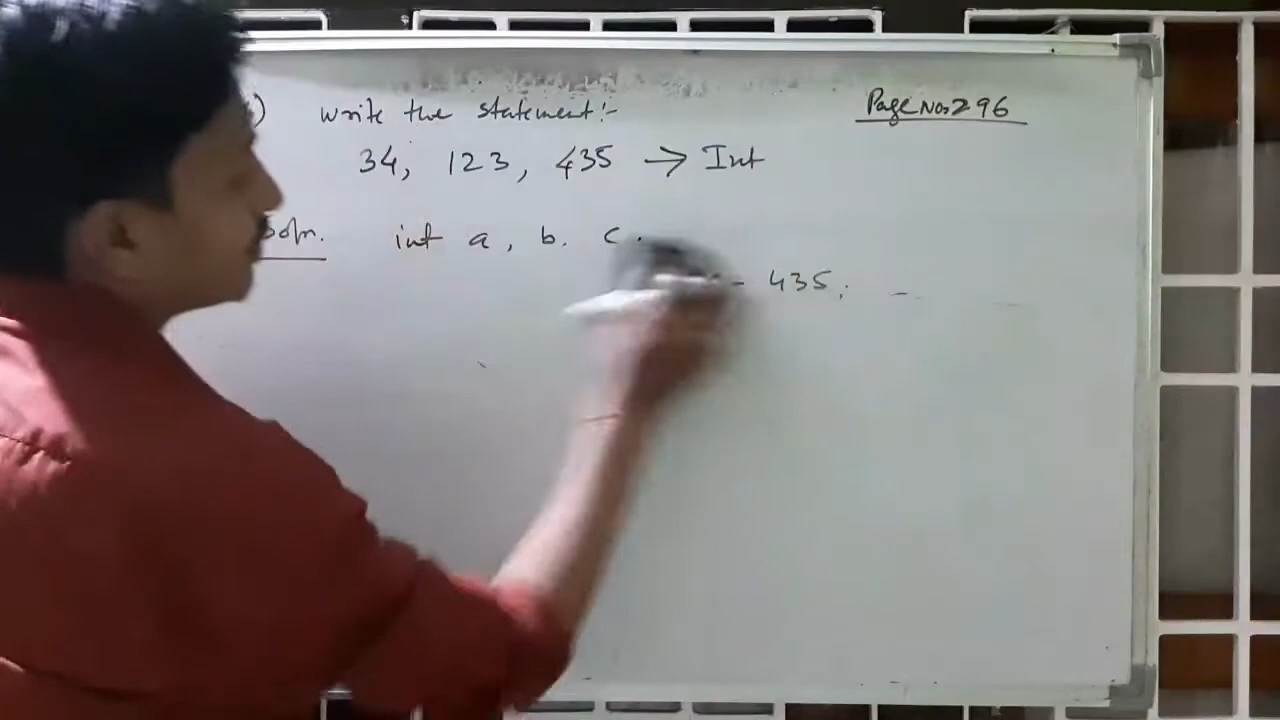 Write the statement:-
Page No. 296
34, 123, 435 → Int
Soln. int a, b, c.
- 435;